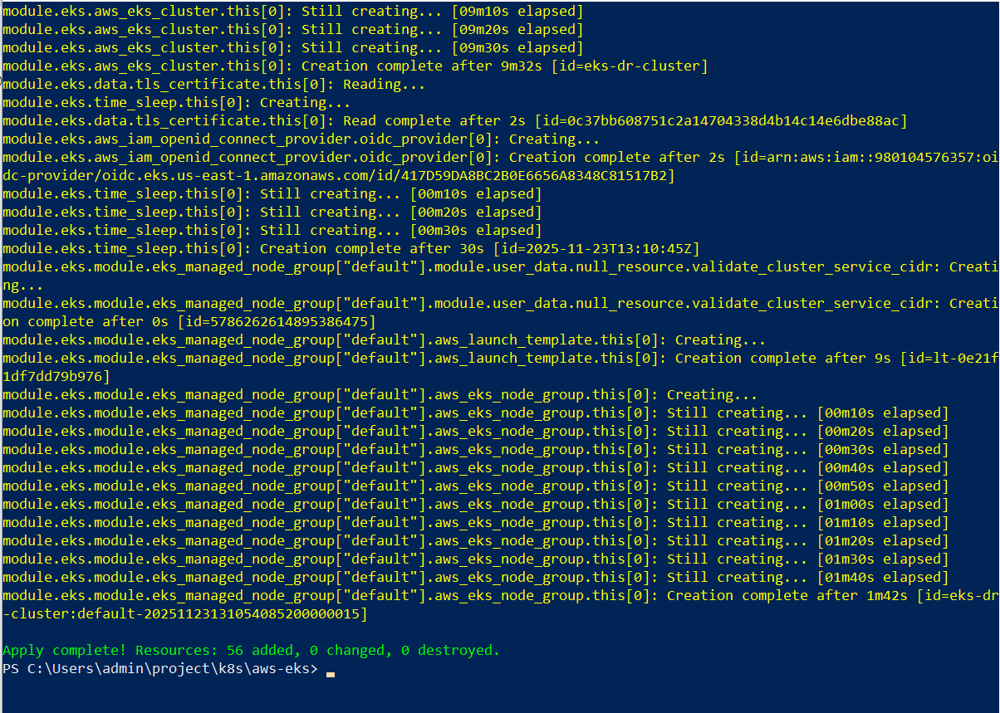 module.eks.aws_eks_cluster.this[0]: Still creating... [09m10s elapsed]
module.eks.aws_eks_cluster.this[0]: Still creating... [09m20s elapsed]
module.eks.aws_eks_cluster.this[0]: Still creating... [09m30s elapsed]
module.eks.aws_eks_cluster.this[0]: Creation complete after 9m32s [id=eks-dr-cluster]
module.eks.data.tls_certificate.this[0]: Reading...
module.eks.time_sleep.this[0]: Creating...
module.eks.data.tls_certificate.this[0]: Read complete after 2s [id=0c37bb608751c2a14704338d4b14c14e6dbe88ac]
module.eks.aws_iam_openid_connect_provider.oidc_provider[0]: Creating...
module.eks.aws_iam_openid_connect_provider.oidc_provider[0]: Creation complete after 2s [id=arn:aws:iam::980104576357:oi
dc-provider/oidc.eks.us-east-1.amazonaws.com/id/417D59DA8BC2B0E6656A8348C81517B2]
module.eks.time_sleep.this[0]: Still creating... [00m10s elapsed]
module.eks.time_sleep.this[0]: Still creating... [00m20s elapsed]
module.eks.time_sleep.this[0]: Still creating... [00m30s elapsed]
module.eks.time_sleep.this[0]: Creation complete after 30s [id=2025-11-23T13:10:45Z]
module.eks.module.eks_managed_node_group["default"].module.user_data.null_resource.validate_cluster_service_cidr: Creati
ng...
module.eks.module.eks_managed_node_group["default"].module.user_data.null_resource.validate_cluster_service_cidr: Creati
on complete after 0s [id=5786262614895386475]
module.eks.module.eks_managed_node_group["default"].aws_launch_template.this[0]: Creating...
module.eks.module.eks_managed_node_group["default"].aws_launch_template.this[0]: Creation complete after 9s [id=lt-0e21f
1df7dd79b976]
module.eks.module.eks_managed_node_group["default"].aws_eks_node_group.this[0]: Creating...
module.eks.module.eks_managed_node_group["default"].aws_eks_node_group.this[0]: Still creating... [00m10s elapsed]
module.eks.module.eks_managed_node_group["default"].aws_eks_node_group.this[0]: Still creating... [00m20s elapsed]
module.eks.module.eks_managed_node_group["default"].aws_eks_node_group.this[0]: Still creating... [00m30s elapsed]
module.eks.module.eks_managed_node_group["default"].aws_eks_node_group.this[0]: Still creating... [00m40s elapsed]
module.eks.module.eks_managed_node_group["default"].aws_eks_node_group.this[0]: Still creating... [00m50s elapsed]
module.eks.module.eks_managed_node_group["default"].aws_eks_node_group.this[0]: Still creating... [01m00s elapsed]
module.eks.module.eks_managed_node_group["default"].aws_eks_node_group.this[0]: Still creating... [01m10s elapsed]
module.eks.module.eks_managed_node_group["default"].aws_eks_node_group.this[0]: Still creating... [01m20s elapsed]
module.eks.module.eks_managed_node_group["default"].aws_eks_node_group.this[0]: Still creating... [01m30s elapsed]
module.eks.module.eks_managed_node_group["default"].aws_eks_node_group.this[0]: Still creating... [01m40s elapsed]
module.eks.module.eks_managed_node_group["default"].aws_eks_node_group.this[0]: Creation complete after 1m42s [id=eks-dr
-cluster:default-20251123131054085200000015]
Apply complete! Resources: 56 added, 0 changed, 0 destroyed.
PS C:\Users\admin\project\k8s\aws-eks>